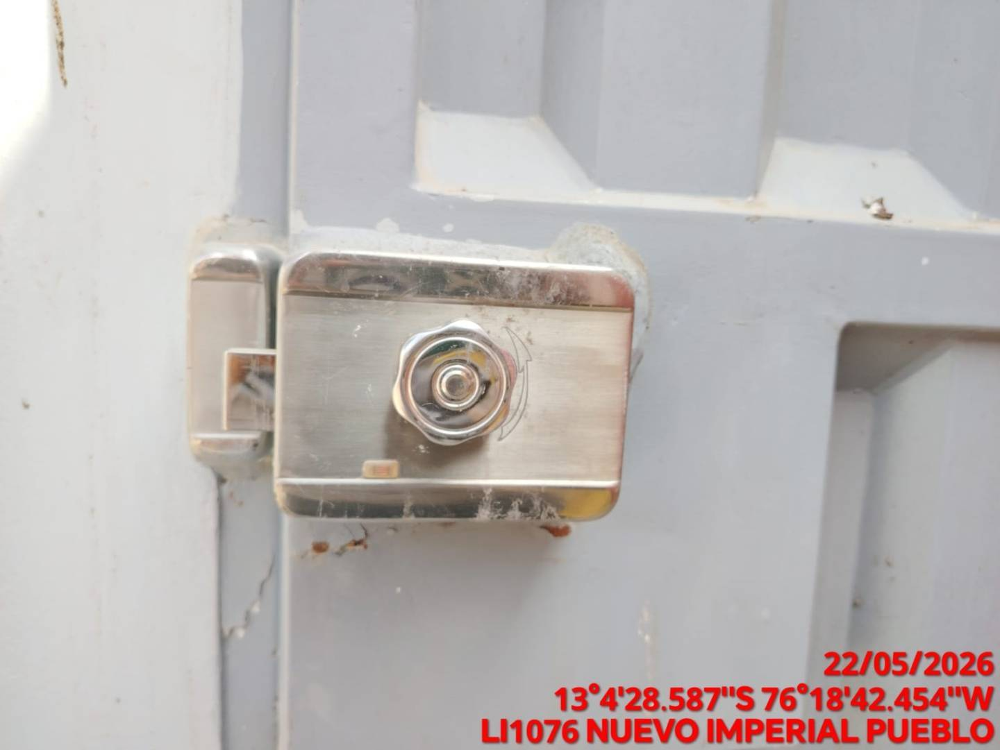 22/05/2026
13°4'28.587"S 76°18'42.454"W
LI1076 NUEVO IMPERIAL PUEBLO